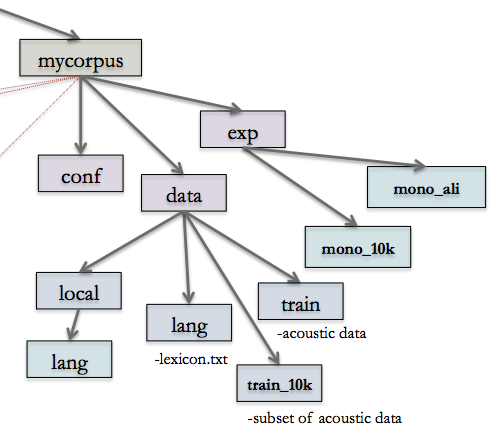 mycorpus
exp
conf
data
mono_ali
mono_10k
local
lang
train
-acoustic data
lang
-lexicon.txt
train_10k
-subset of acoustic data